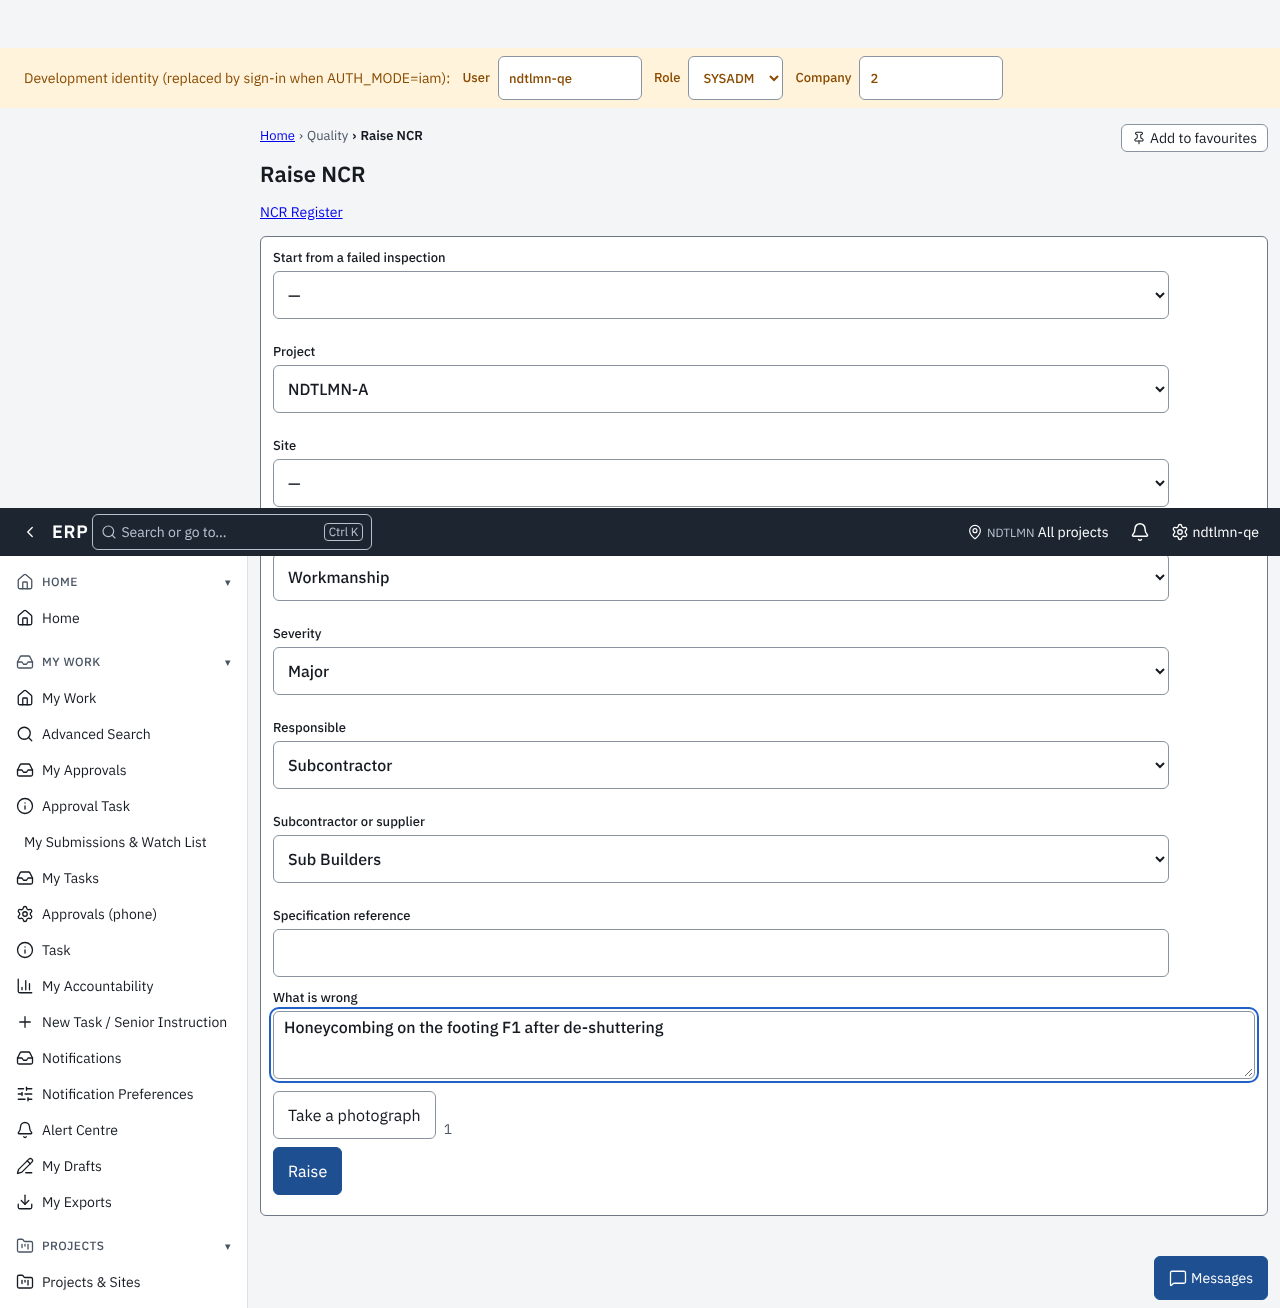 Development identity (replaced by sign-in when AUTH_MODE=iam): User ndtlmn-qe Role SYSADM Company 2
Home › Quality › Raise NCR
Add to favourites
Raise NCR
NCR Register
Start from a failed inspection
—
Project
NDTLMN-A
Site
—
ERP Search or go to... Ctrl K NDTLMN All projects ndtlmn-qe
HOME
Home
MY WORK
My Work
Advanced Search
My Approvals
Approval Task
My Submissions & Watch List
My Tasks
Approvals (phone)
Task
My Accountability
New Task / Senior Instruction
Notifications
Notification Preferences
Alert Centre
My Drafts
My Exports
PROJECTS
Projects & Sites
Workmanship
Severity
Major
Responsible
Subcontractor
Subcontractor or supplier
Sub Builders
Specification reference
What is wrong
Honeycombing on the footing F1 after de-shuttering
Take a photograph 1
Raise
Messages